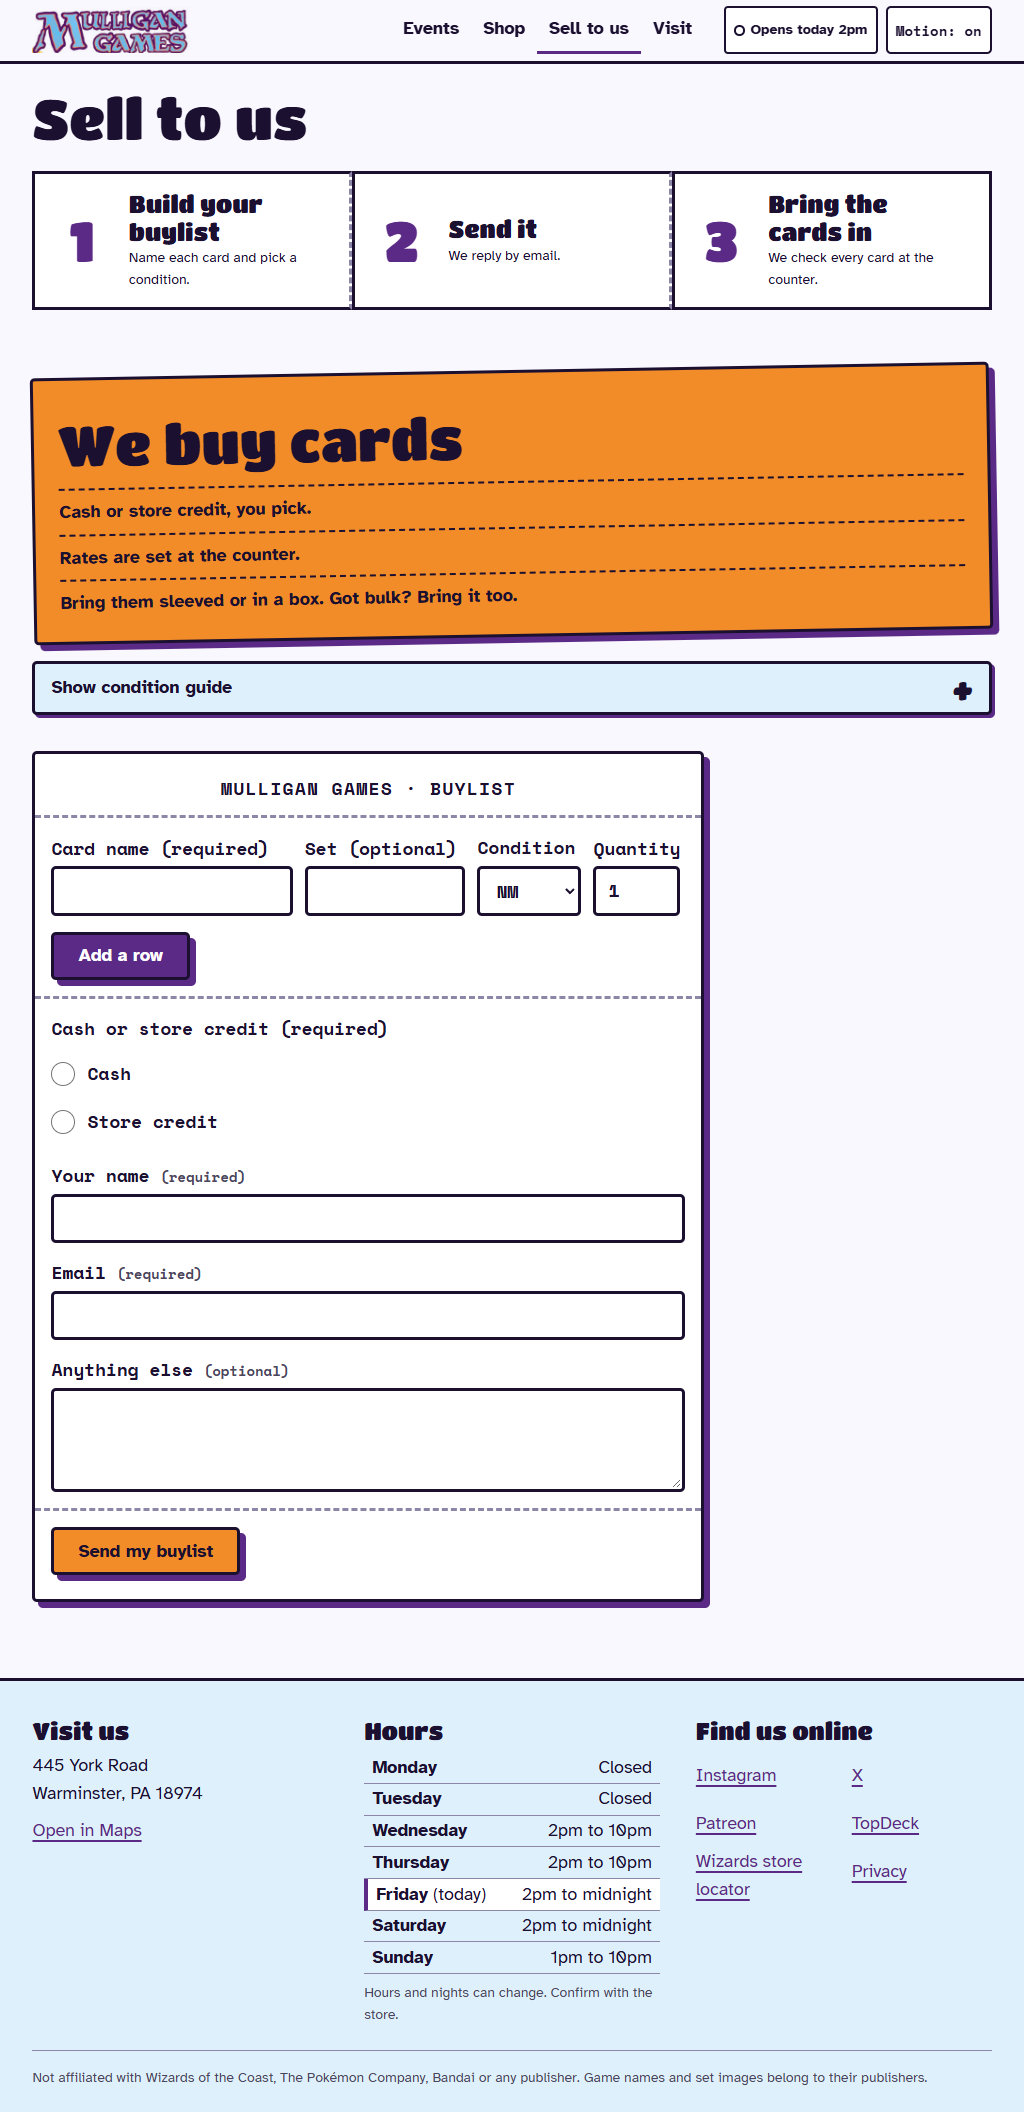 MULLIGAN GAMES
Events Shop Sell to us Visit Opens today 2pm Motion: on
Sell to us
1 Build your buylist
Name each card and pick a condition.
2 Send it
We reply by email.
3 Bring the cards in
We check every card at the counter.
We buy cards
Cash or store credit, you pick.
Rates are set at the counter.
Bring them sleeved or in a box. Got bulk? Bring it too.
Show condition guide
MULLIGAN GAMES · BUYLIST
Card name (required) Set (optional) Condition Quantity
NM 1
Add a row
Cash or store credit (required)
Cash
Store credit
Your name (required)
Email (required)
Anything else (optional)
Send my buylist
Visit us
445 York Road
Warminster, PA 18974
Open in Maps
Hours
Monday Closed
Tuesday Closed
Wednesday 2pm to 10pm
Thursday 2pm to 10pm
Friday (today) 2pm to midnight
Saturday 2pm to midnight
Sunday 1pm to 10pm
Hours and nights can change. Confirm with the
store.
Find us online
Instagram X
Patreon TopDeck
Wizards store locator Privacy
Not affiliated with Wizards of the Coast, The Pokémon Company, Bandai or any publisher. Game names and set images belong to their publishers.